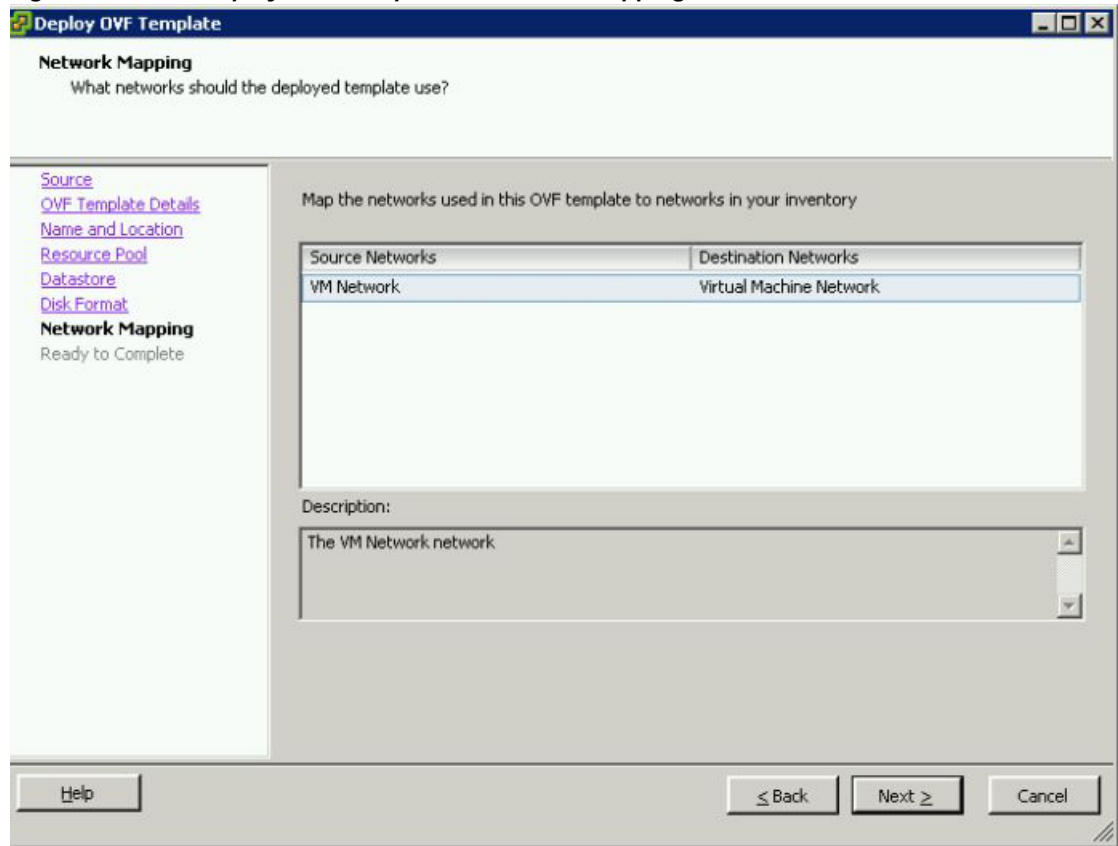 Deploy OVF Template
Network Mapping
What networks should the deployed template use?
Source
OVF Template Details
Name and Location
Resource Pool
Datastore
Disk Format
Network Mapping
Ready to Complete
Map the networks used in this OVF template to networks in your inventory
Source Networks Destination Networks
VM Network Virtual Machine Network
Description:
The VM Network network
Help ≤ Back Next ≥ Cancel